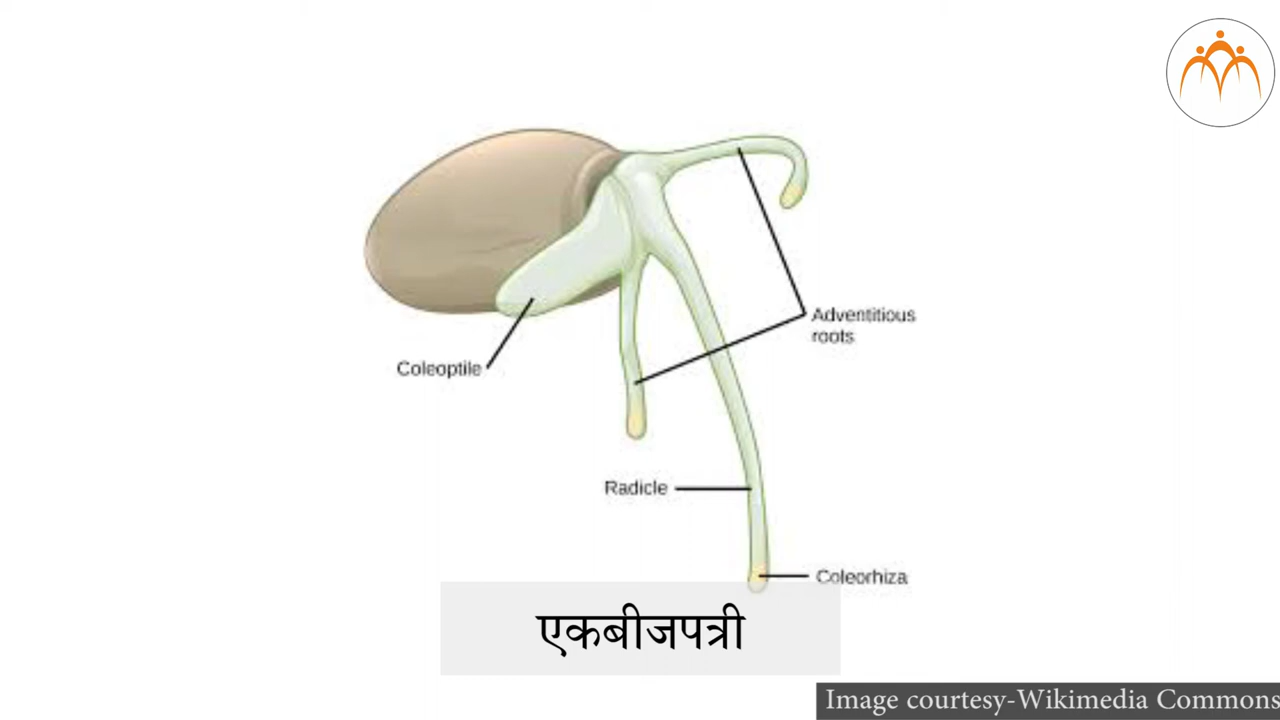 Adventitious
roots
Coleoptile
Radicle
Coleorhiza
एकबीजपत्री
Image courtesy-Wikimedia Commons